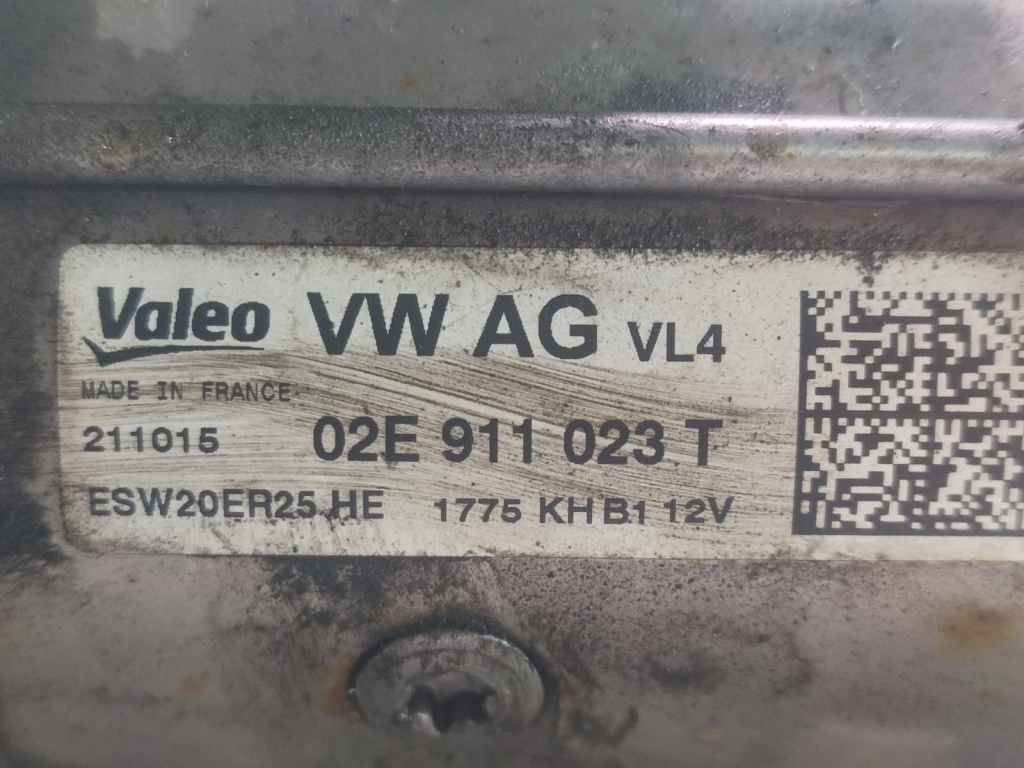 Valeo VW AG VL4
MADE IN FRANCE
211015 02E 911 023 T
ESW20ER25.HE 1775 KH B1 12V